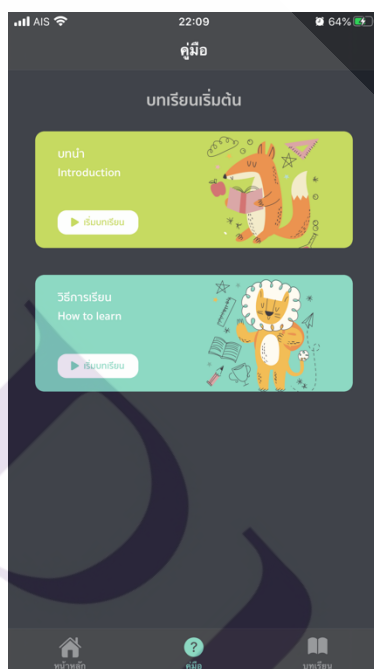 AIS 22:09 64%
คู่มือ
บทเรียนเริ่มต้น
บทนำ
Introduction
เริ่มบทเรียน
วิธีการเรียน
How to learn
เริ่มบทเรียน
หน้าหลัก คู่มือ บทเรียน